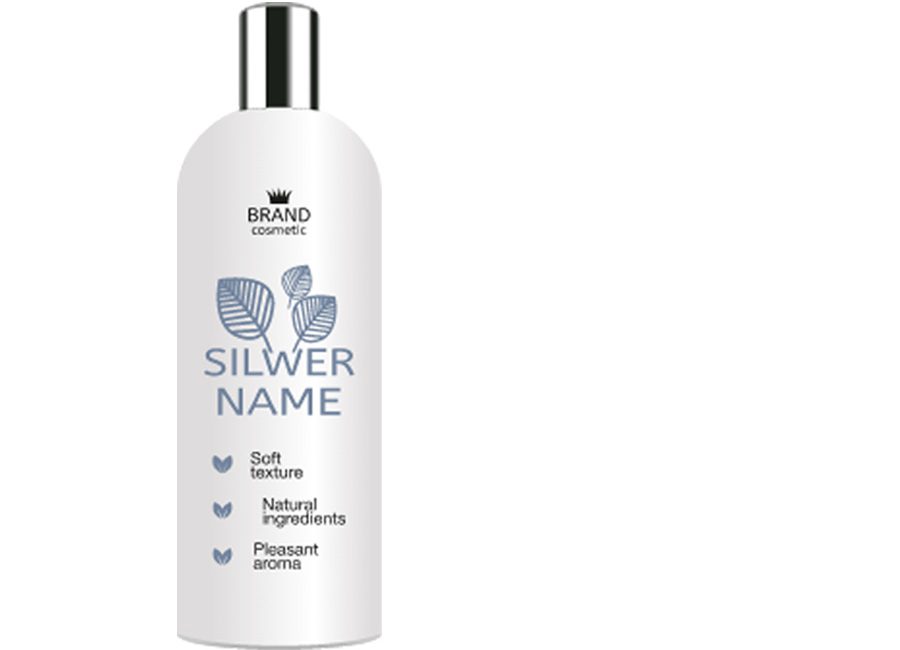 BRAND
cosmetic
SILWER
NAME
Soft
texture
Natural
ingredients
Pleasant
aroma